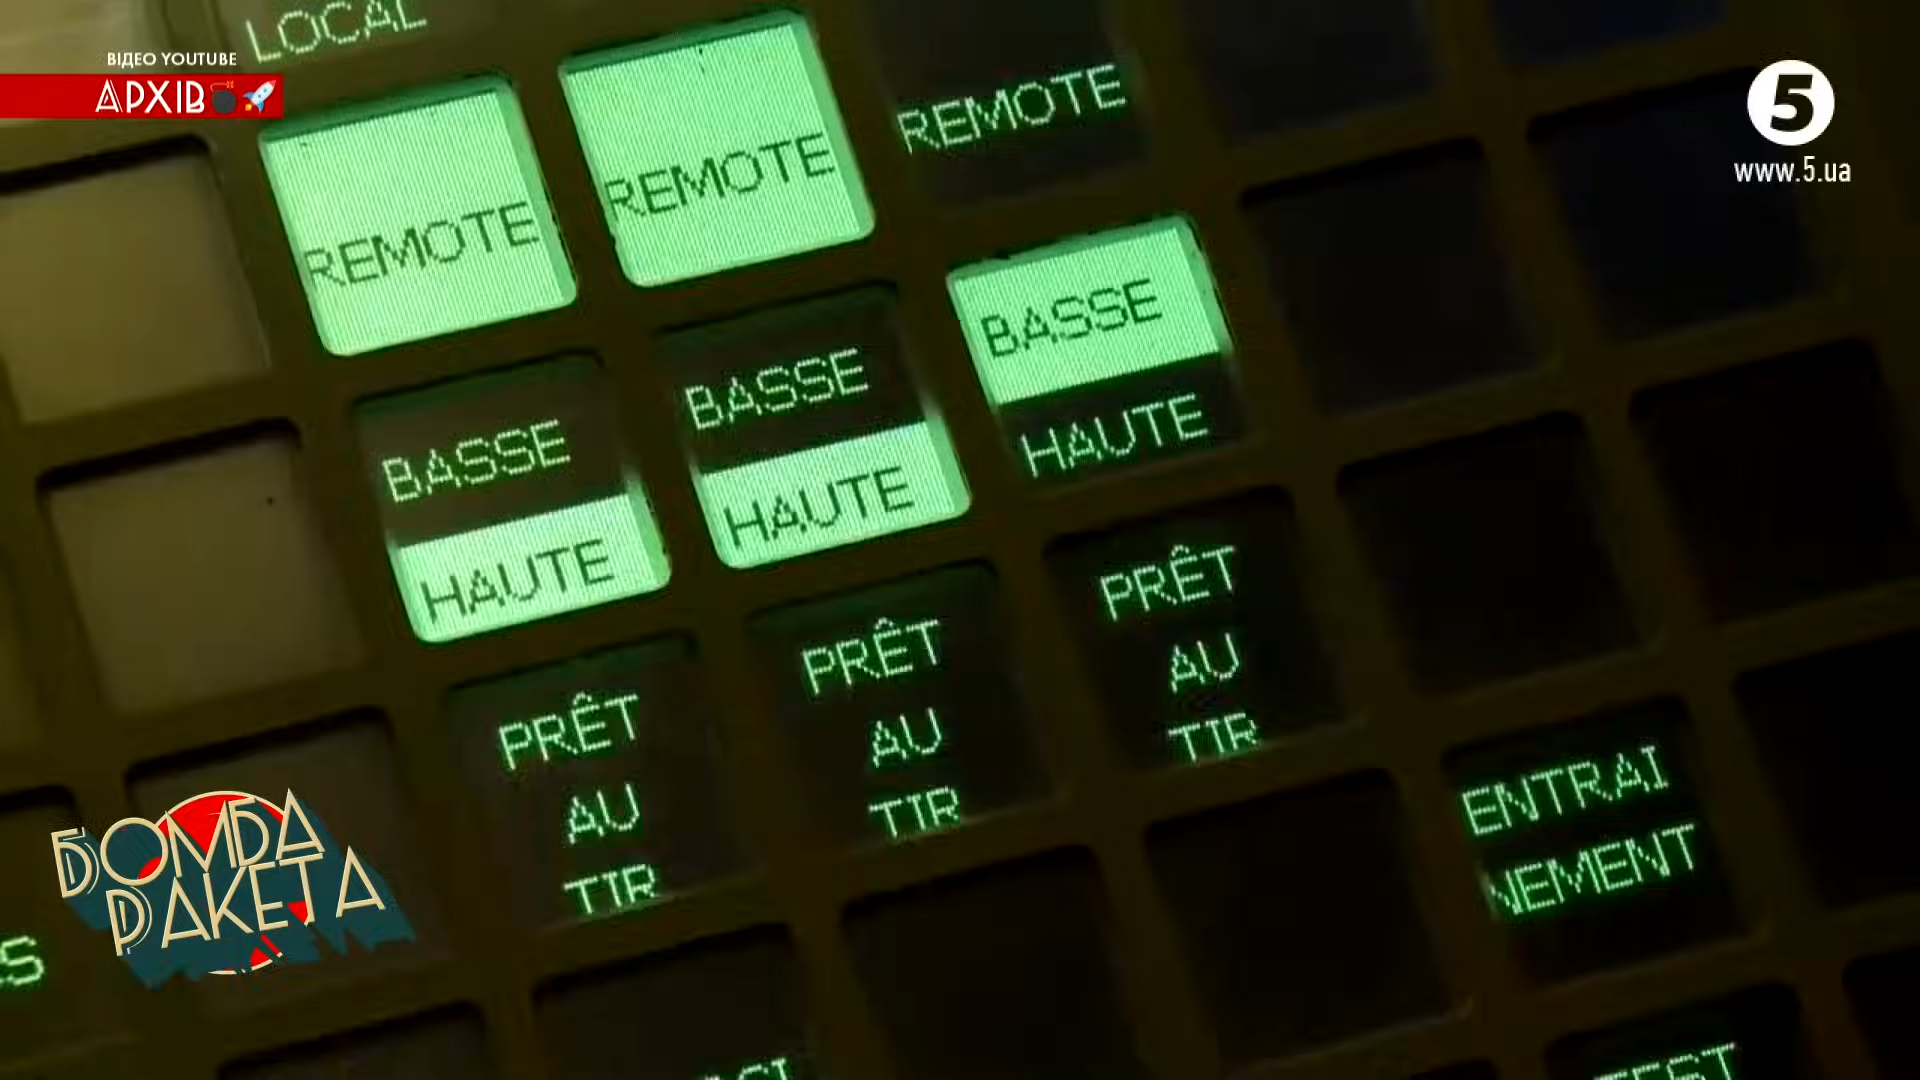 LOCAL
ВІДЕО YOUTUBE
АРХІВ
5
www.5.ua
REMOTE
REMOTE
REMOTE
BASSE
HAUTE
BASSE
HAUTE
BASSE
HAUTE
PRÊT
AU
TIR
PRÊT
AU
TIR
PRÊT
AU
TIR
ENTRAI
NEMENT
БОМБА
РАКЕТА
TEST